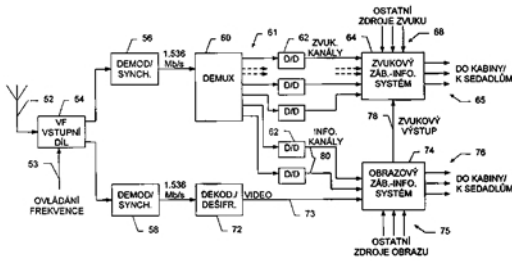 OSTATNÍ
ZDROJE ZVUKU
56
60
61
62
ZVUK.
KANÁLY
64
68
DEMOD/
SYNCH.
1,536
Mb/s
DEMUX
D/D
D/D
D/D
ZVUKOVÝ
ZÁB.-INFO.
SYSTÉM
DO KABINY/
K SEDADLŮM
65
52
54
VF
VSTUPNÍ
DÍL
53
OVLÁDÁNÍ
FREKVENCE
62
INFO.
KANÁLY
D/D
80
D/D
78
ZVUKOVÝ
VÝSTUP
74
76
DEMOD/
SYNCH.
1,536
Mb/s
DEKOD./
DEŠIFR.
VIDEO
58
72
73
OBRAZOVÝ
ZÁB.-INFO.
SYSTÉM
DO KABINY/
K SEDADLŮM
75
OSTATNÍ
ZDROJE OBRAZU